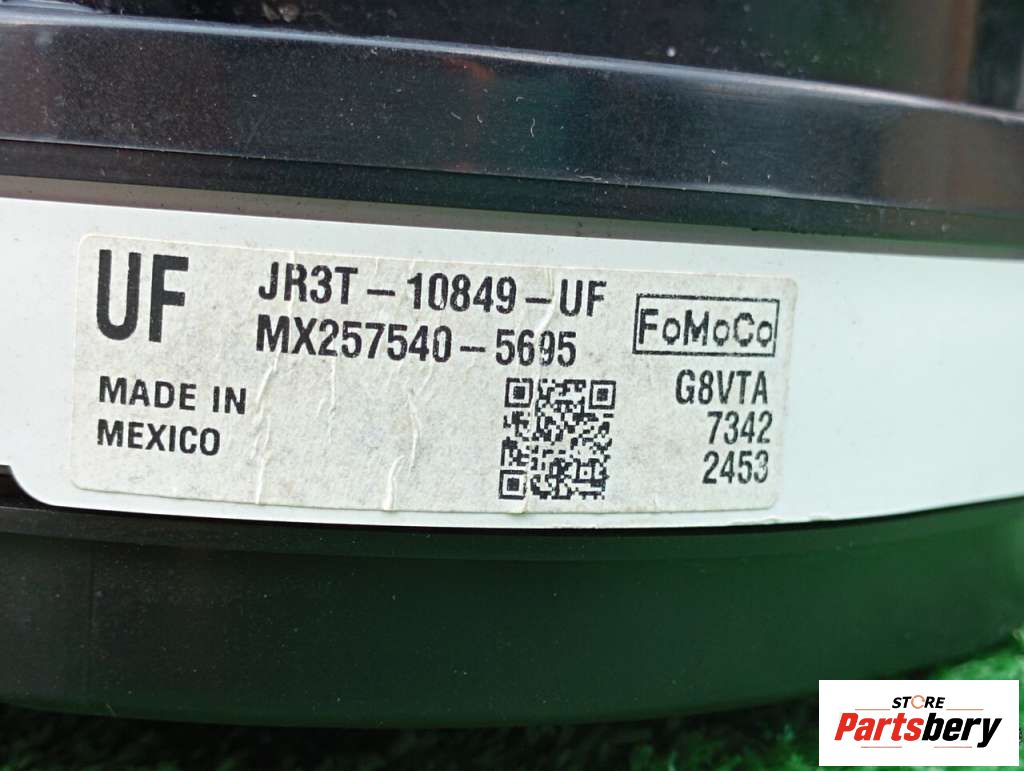 UF
JR3T-10849-UF
MX257540-5695
FoMoCo
MADE IN
MEXICO
G8VTA
7342
2453
STORE
Partsbery